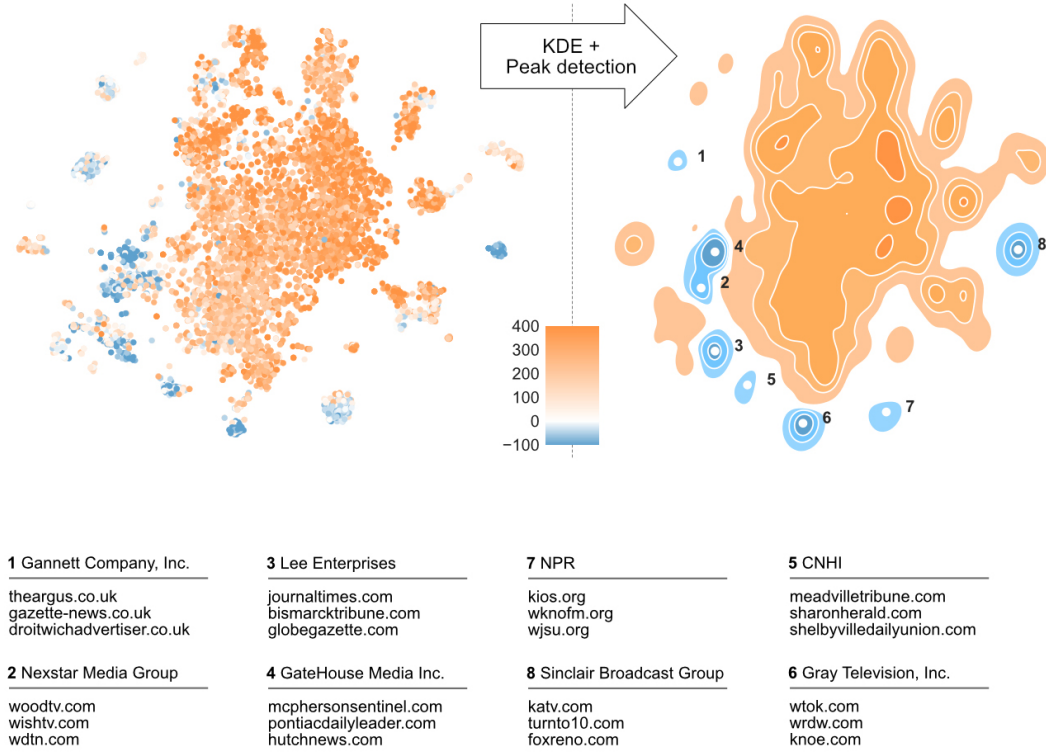 KDE +
Peak detection
1
4
8
2
3
5
6
7
400
300
200
100
0
−100
1 Gannett Company, Inc.
theargus.co.uk
gazette-news.co.uk
droitwichadvertiser.co.uk
3 Lee Enterprises
journaltimes.com
bismarcktribune.com
globegazette.com
7 NPR
kios.org
wknofm.org
wjsu.org
5 CNHI
meadvilletribune.com
sharonherald.com
shelbyvilledailyunion.com
2 Nexstar Media Group
woodtv.com
wishtv.com
wdtn.com
4 GateHouse Media Inc.
mcphersonsentinel.com
pontiacdailyleader.com
hutchnews.com
8 Sinclair Broadcast Group
katv.com
turnto10.com
foxreno.com
6 Gray Television, Inc.
wtok.com
wrdw.com
knoe.com